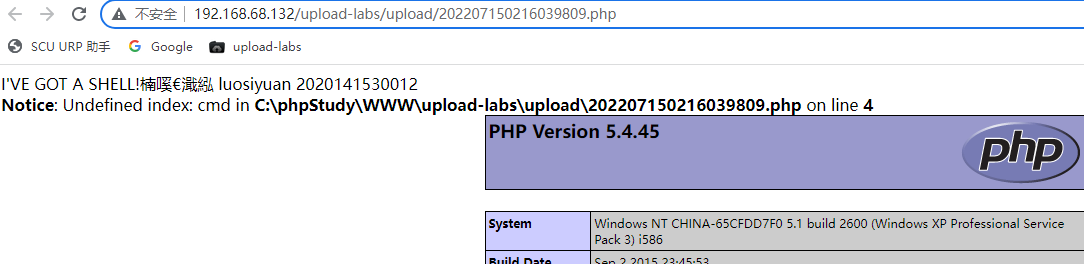 不安全 | 192.168.68.132/upload-labs/upload/202207150216039809.php
SCU URP 助手 Google upload-labs
I'VE GOT A SHELL!楠嗘€濈紭 luosiyuan 2020141530012
Notice: Undefined index: cmd in C:\phpStudy\WWW\upload-labs\upload\202207150216039809.php on line 4
PHP Version 5.4.45
php
System Windows NT CHINA-65CFDD7F0 5.1 build 2600 (Windows XP Professional Service
Pack 3) i586
Build Date Sep 2 2015 23:45:53